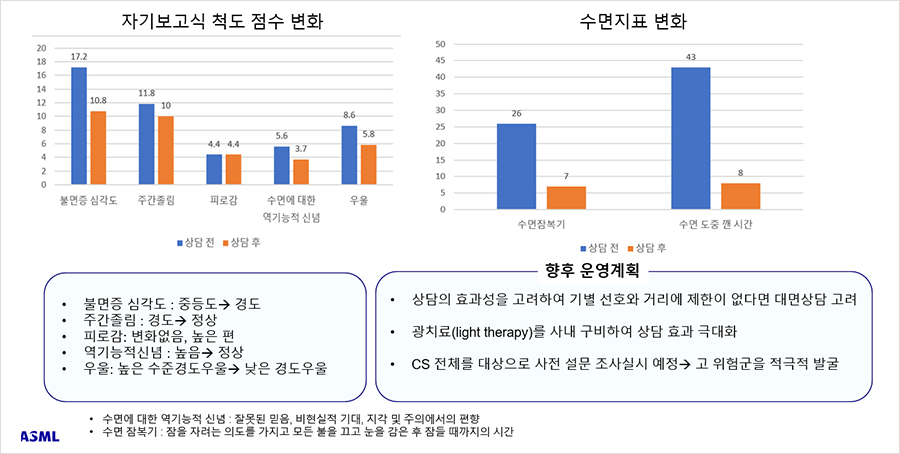 자기보고식 척도 점수 변화
20
18
16
14
12
10
8
6
4
2
0
17.2
10.8
11.8
10
4.4
4.4
5.6
3.7
8.6
5.8
불면증 심각도
주간졸림
피로감
수면에 대한
역기능적 신념
우울
상담 전
상담 후
수면지표 변화
50
45
40
35
30
25
20
15
10
5
0
26
7
43
8
수면잠복기
수면 도중 깬 시간
상담 전
상담 후
• 불면증 심각도 : 중등도→ 경도
• 주간졸림 : 경도→ 정상
• 피로감: 변화없음, 높은 편
• 역기능적신념 : 높음→ 정상
• 우울: 높은 수준경도우울→ 낮은 경도우울
향후 운영계획
• 상담의 효과성을 고려하여 기별 선호와 거리에 제한이 없다면 대면상담 고려
• 광치료(light therapy)를 사내 구비하여 상담 효과 극대화
• CS 전체를 대상으로 사전 설문 조사실시 예정→ 고 위험군을 적극적 발굴
• 수면에 대한 역기능적 신념 : 잘못된 믿음, 비현실적 기대, 지각 및 주의에서의 편향
• 수면 잠복기 : 잠을 자려는 의도를 가지고 모든 불을 끄고 눈을 감은 후 잠들 때까지의 시간
ASML